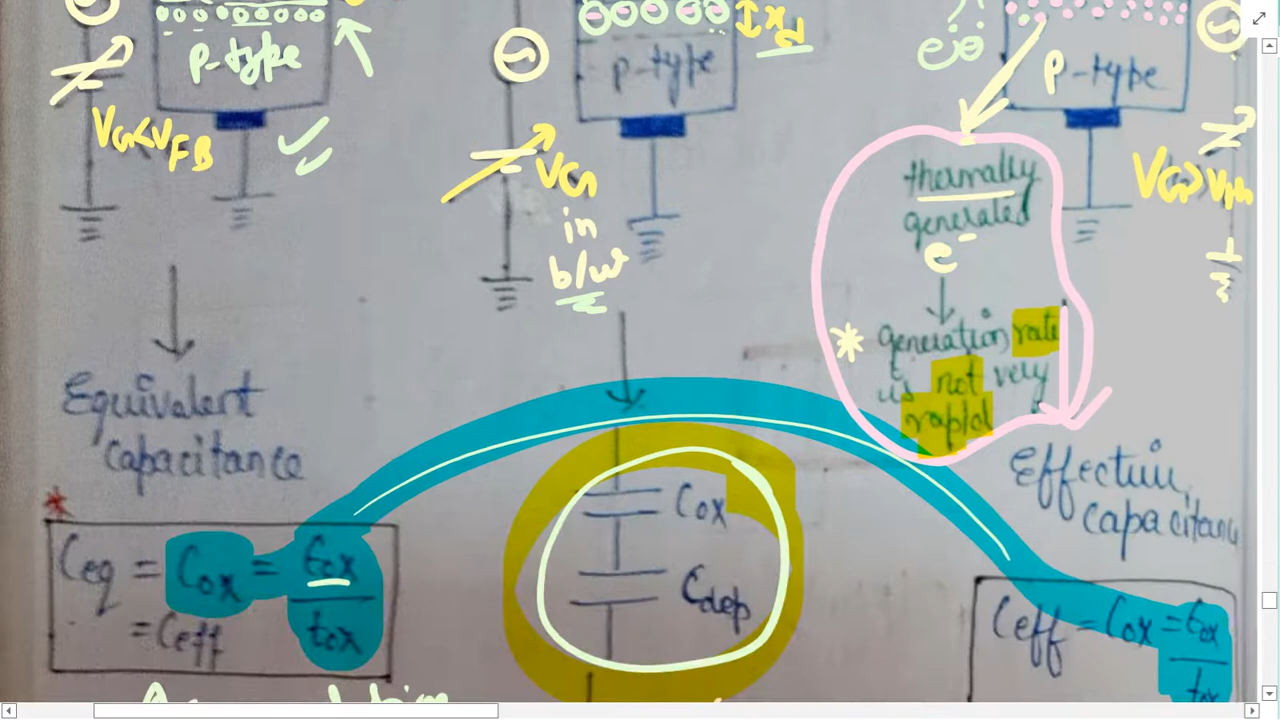 p-type
VG<VFB
Equivalent
capacitance
*
Ceq = Cox = εox
tox
= Ceff
xd
p-type
VG
in
b/w
Cox
Cdep
e⊖
p-type
VG>VTh
thermally
generated
e-
*
generation rate
is not very
rapid
Effective
capacitance
Ceff = Cox = εox
tox